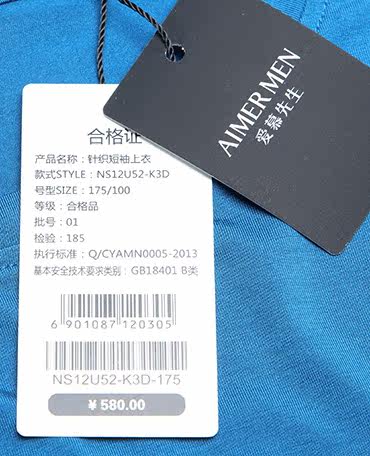 AIMER MEN
爱慕先生
合格证
产品名称：针织短袖上衣
款式STYLE：NS12U52-K3D
号型SIZE：175/100
等级：合格品
批号：01
检验：185
执行标准：Q/CYAMN0005-2013
基本安全技术要求类别：GB18401 B类
6 901087 120305
NS12U52-K3D-175
¥ 580.00